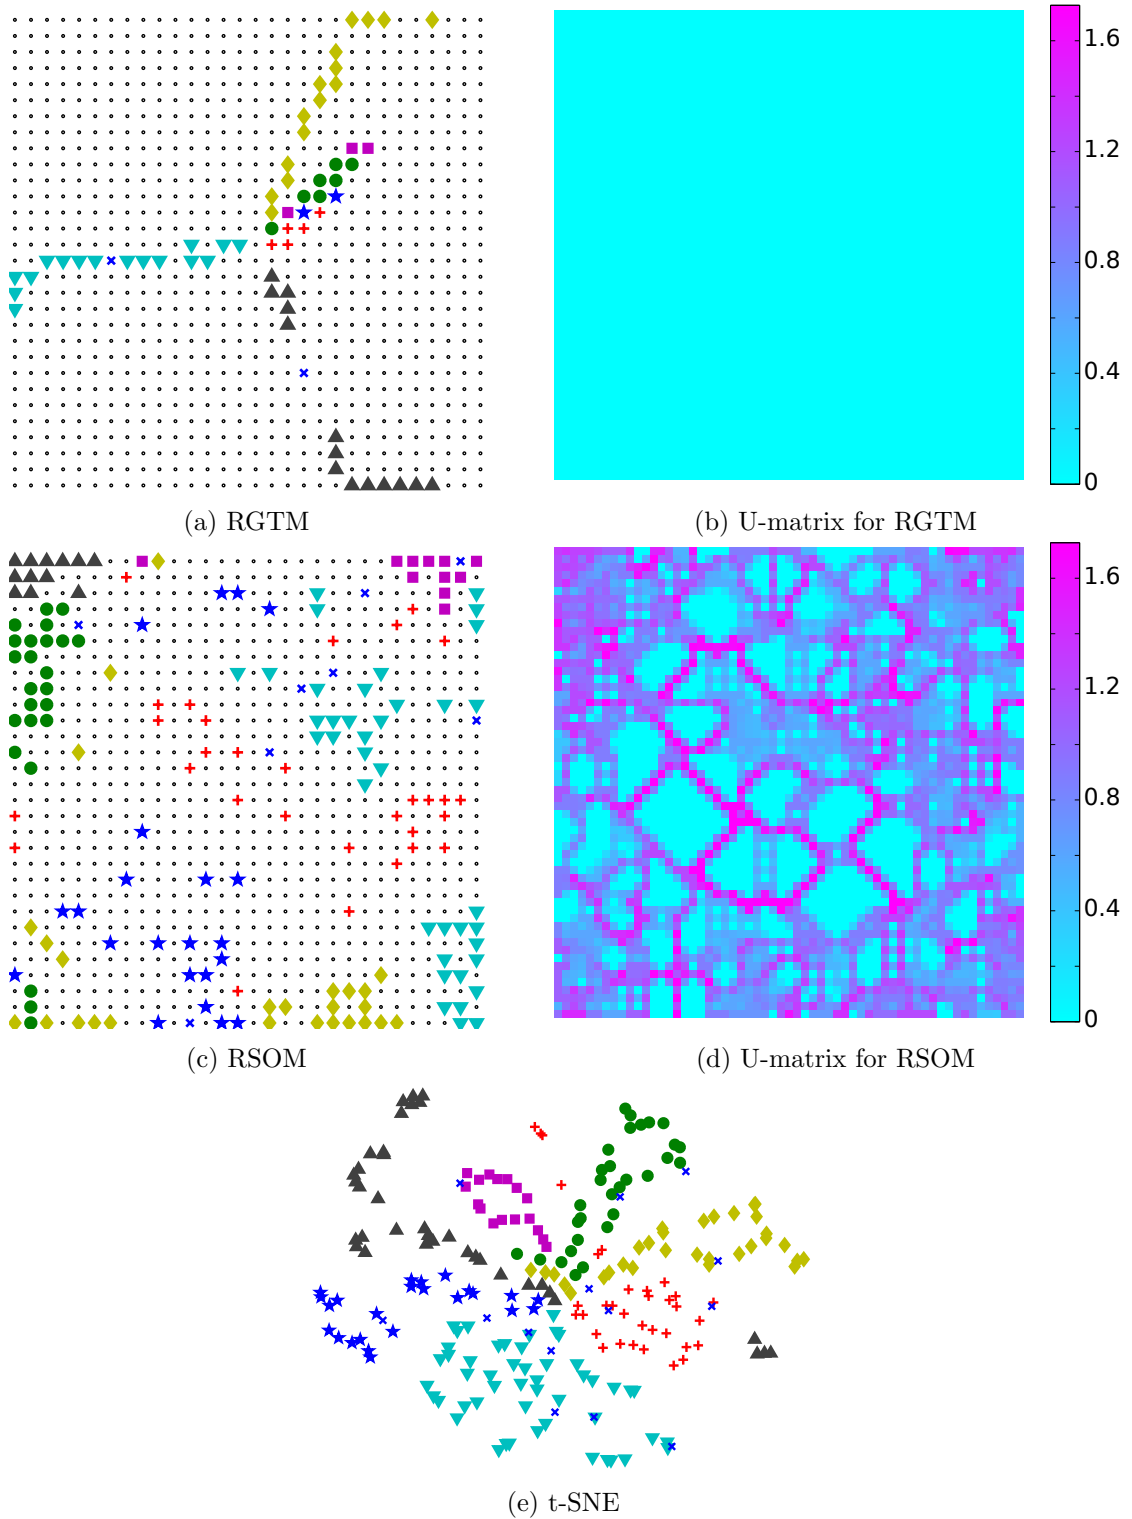 1.6
1.2
0.8
0.4
0
(a) RGTM
(b) U-matrix for RGTM
1.6
1.2
0.8
0.4
0
(c) RSOM
(d) U-matrix for RSOM
(e) t-SNE